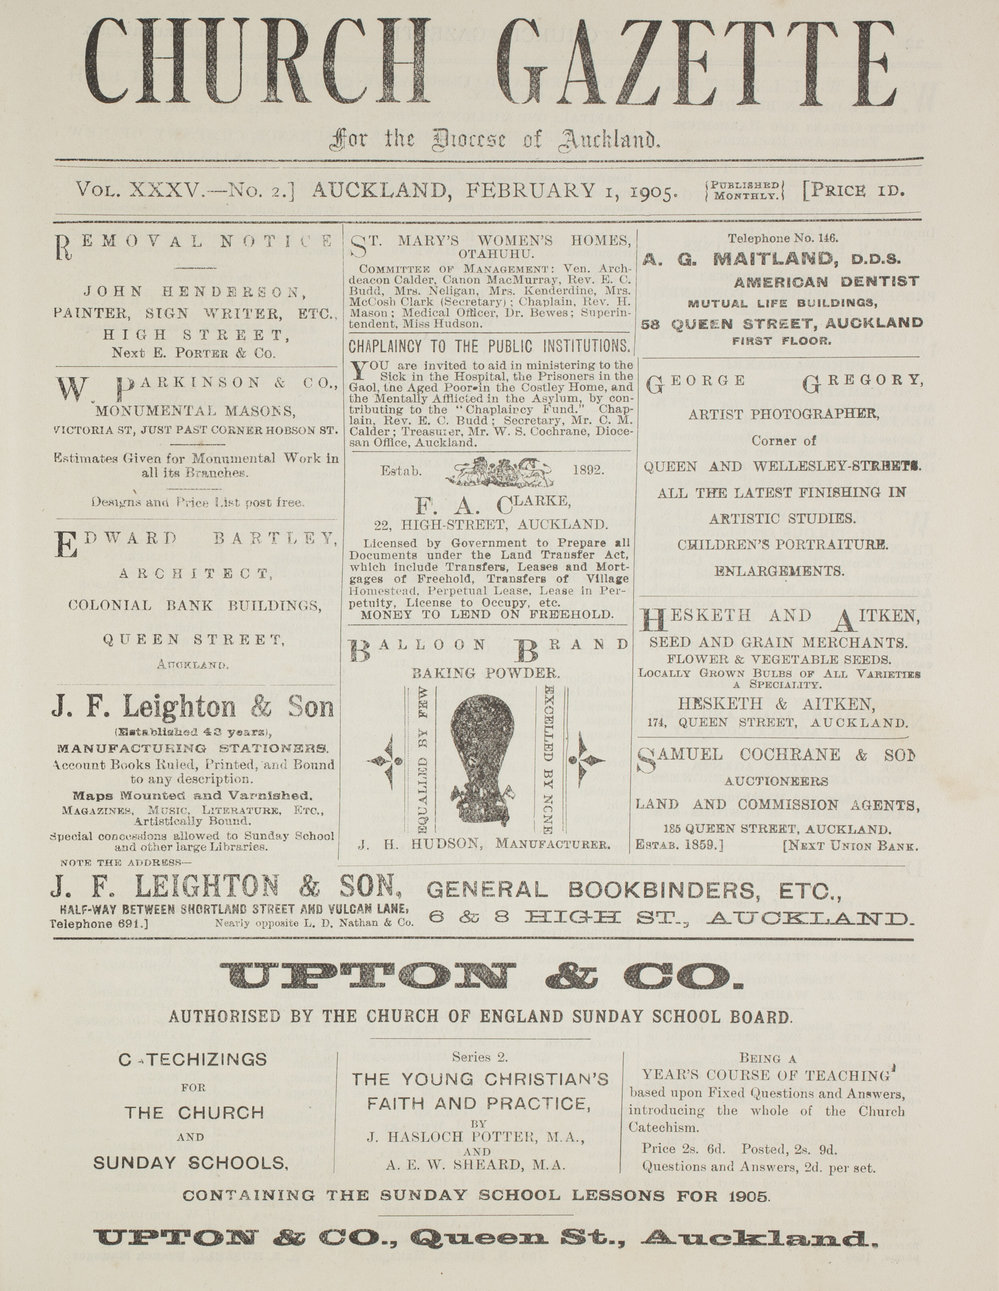 CHURCH GAZETTE
For the Diocese of Auckland.
VOL. XXXV.—No. 2.] AUCKLAND, FEBRUARY 1, 1905. {PUBLISHED MONTHLY.} [PRICE 1D.
REMOVAL NOTICE
JOHN HENDERSON,
PAINTER, SIGN WRITER, ETC.,
HIGH STREET,
Next E. PORTER & Co.
W. PARKINSON & CO.,
MONUMENTAL MASONS,
VICTORIA ST, JUST PAST CORNER HOBSON ST.
Estimates Given for Monumental Work in
all its Branches.
Designs and Price List post free.
EDWARD BARTLEY,
ARCHITECT,
COLONIAL BANK BUILDINGS,
QUEEN STREET,
AUCKLAND.
J. F. Leighton & Son
(Established 43 years),
MANUFACTURING STATIONERS.
Account Books Ruled, Printed, and Bound
to any description.
Maps Mounted and Varnished.
MAGAZINES, MUSIC, LITERATURE, ETC.,
Artistically Bound.
Special concessions allowed to Sunday School
and other large Libraries.
NOTE THE ADDRESS—
ST. MARY'S WOMEN'S HOMES,
OTAHUHU.
COMMITTEE OF MANAGEMENT: Ven. Arch-
deacon Calder, Canon MacMurray, Rev. E. C.
Budd, Mrs. Neligan, Mrs. Kenderdine, Mrs.
McCosh Clark (Secretary); Chaplain, Rev. H.
Mason; Medical Officer, Dr. Bewes; Superin-
tendent, Miss Hudson.
CHAPLAINCY TO THE PUBLIC INSTITUTIONS.
YOU are invited to aid in ministering to the
Sick in the Hospital, the Prisoners in the
Gaol, the Aged Poor in the Costley Home, and
the Mentally Afflicted in the Asylum, by con-
tributing to the "Chaplaincy Fund." Chap-
lain, Rev. E. C. Budd; Secretary, Mr. C. M.
Calder; Treasurer, Mr. W. S. Cochrane, Dioce-
san Office, Auckland.
Estab. 1892.
F. A. CLARKE,
22, HIGH-STREET, AUCKLAND.
Licensed by Government to Prepare all
Documents under the Land Transfer Act,
which include Transfers, Leases and Mort-
gages of Freehold, Transfers of Village
Homestead, Perpetual Lease, Lease in Per-
petuity, License to Occupy, etc.
MONEY TO LEND ON FREEHOLD.
BALLOON BRAND
BAKING POWDER.
EQUALLED BY FEW
EXCELLED BY NONE
J. H. HUDSON, MANUFACTURER.
Telephone No. 146.
A. G. MAITLAND, D.D.S.
AMERICAN DENTIST
MUTUAL LIFE BUILDINGS,
58 QUEEN STREET, AUCKLAND
FIRST FLOOR.
GEORGE GREGORY,
ARTIST PHOTOGRAPHER,
Corner of
QUEEN AND WELLESLEY-STREETS.
ALL THE LATEST FINISHING IN
ARTISTIC STUDIES.
CHILDREN'S PORTRAITURE.
ENLARGEMENTS.
HESKETH AND AITKEN,
SEED AND GRAIN MERCHANTS.
FLOWER & VEGETABLE SEEDS.
LOCALLY GROWN BULBS OF ALL VARIETIES
A SPECIALITY.
HESKETH & AITKEN,
174, QUEEN STREET, AUCKLAND.
SAMUEL COCHRANE & SON
AUCTIONEERS
LAND AND COMMISSION AGENTS,
185 QUEEN STREET, AUCKLAND.
ESTAB. 1859.] [NEXT UNION BANK.
J. F. LEIGHTON & SON, GENERAL BOOKBINDERS, ETC.,
HALF-WAY BETWEEN SHORTLAND STREET AND VULCAN LANE, 6 & 8 HIGH ST., AUCKLAND.
Telephone 691.] Nearly opposite L. D. Nathan & Co.
UPTON & CO.
AUTHORISED BY THE CHURCH OF ENGLAND SUNDAY SCHOOL BOARD.
C TECHIZINGS
FOR
THE CHURCH
AND
SUNDAY SCHOOLS,
Series 2.
THE YOUNG CHRISTIAN'S
FAITH AND PRACTICE,
BY
J. HASLOCH POTTER, M.A.,
AND
A. E. W. SHEARD, M.A.
BEING A
YEAR'S COURSE OF TEACHING
based upon Fixed Questions and Answers,
introducing the whole of the Church
Catechism.
Price 2s. 6d. Posted, 2s. 9d.
Questions and Answers, 2d. per set.
CONTAINING THE SUNDAY SCHOOL LESSONS FOR 1905.
UPTON & CO., Queen St., Auckland.